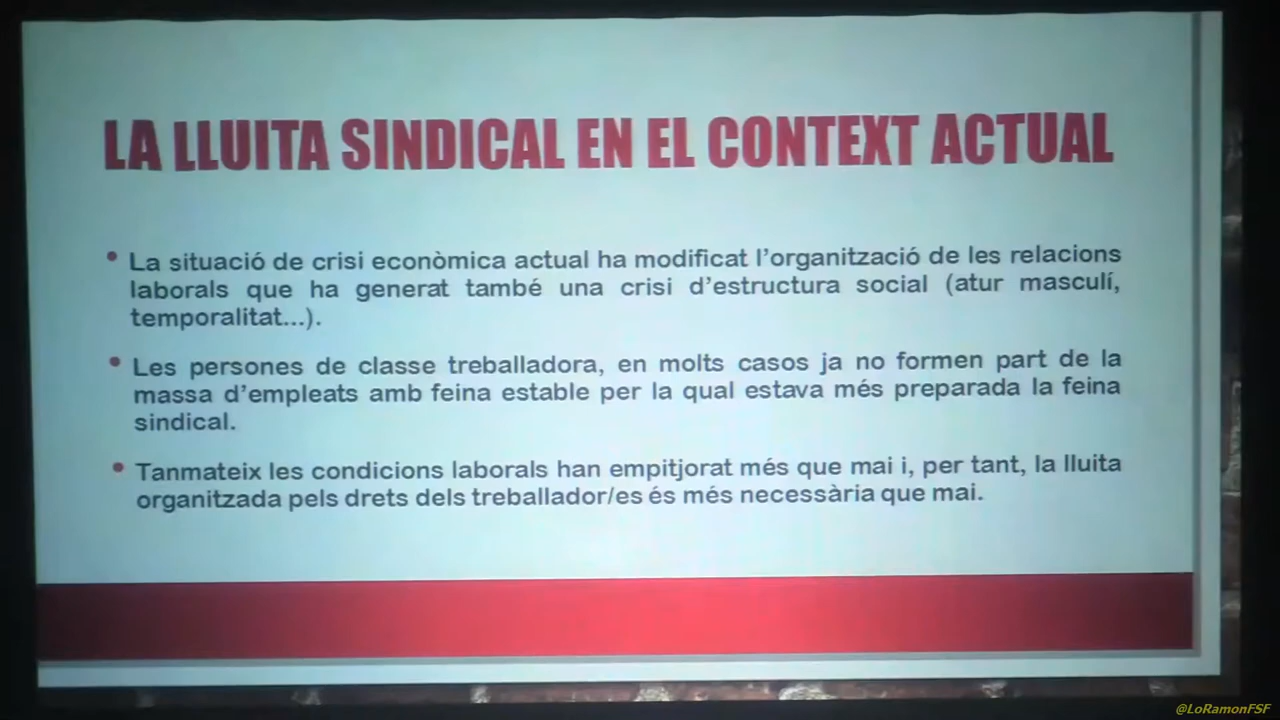 LA LLUITA SINDICAL EN EL CONTEXT ACTUAL
• La situació de crisi econòmica actual ha modificat l'organització de les relacions
laborals que ha generat també una crisi d'estructura social (atur masculí,
temporalitat...).
• Les persones de classe treballadora, en molts casos ja no formen part de la
massa d'empleats amb feina estable per la qual estava més preparada la feina
sindical.
• Tanmateix les condicions laborals han empitjorat més que mai i, per tant, la lluita
organitzada pels drets dels treballador/es és més necessària que mai.
@LoRamonFSF